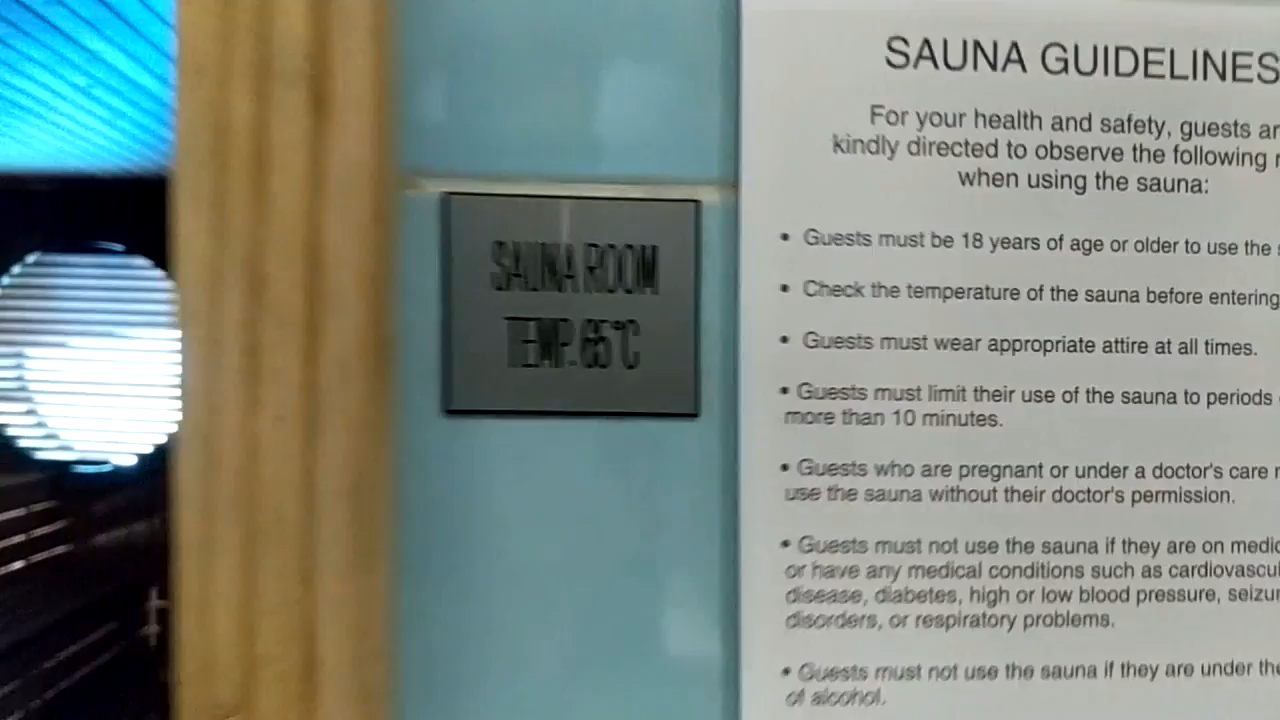 SAUNA ROOM
TEMP. 65°C
SAUNA GUIDELINES
For your health and safety, guests
kindly directed to observe the following
when using the sauna:
• Guests must be 18 years of age or older to use the
• Check the temperature of the sauna before entering
• Guests must wear appropriate attire at all times.
• Guests must limit their use of the sauna to periods
more than 10 minutes.
• Guests who are pregnant or under a doctor's care
use the sauna without their doctor's permission.
• Guests must not use the sauna if they are on
or have any medical conditions such as
disease, diabetes, high or low blood pressure,
disorders, or respiratory problems.
• Guests must not use the sauna if they are under the
of alcohol.